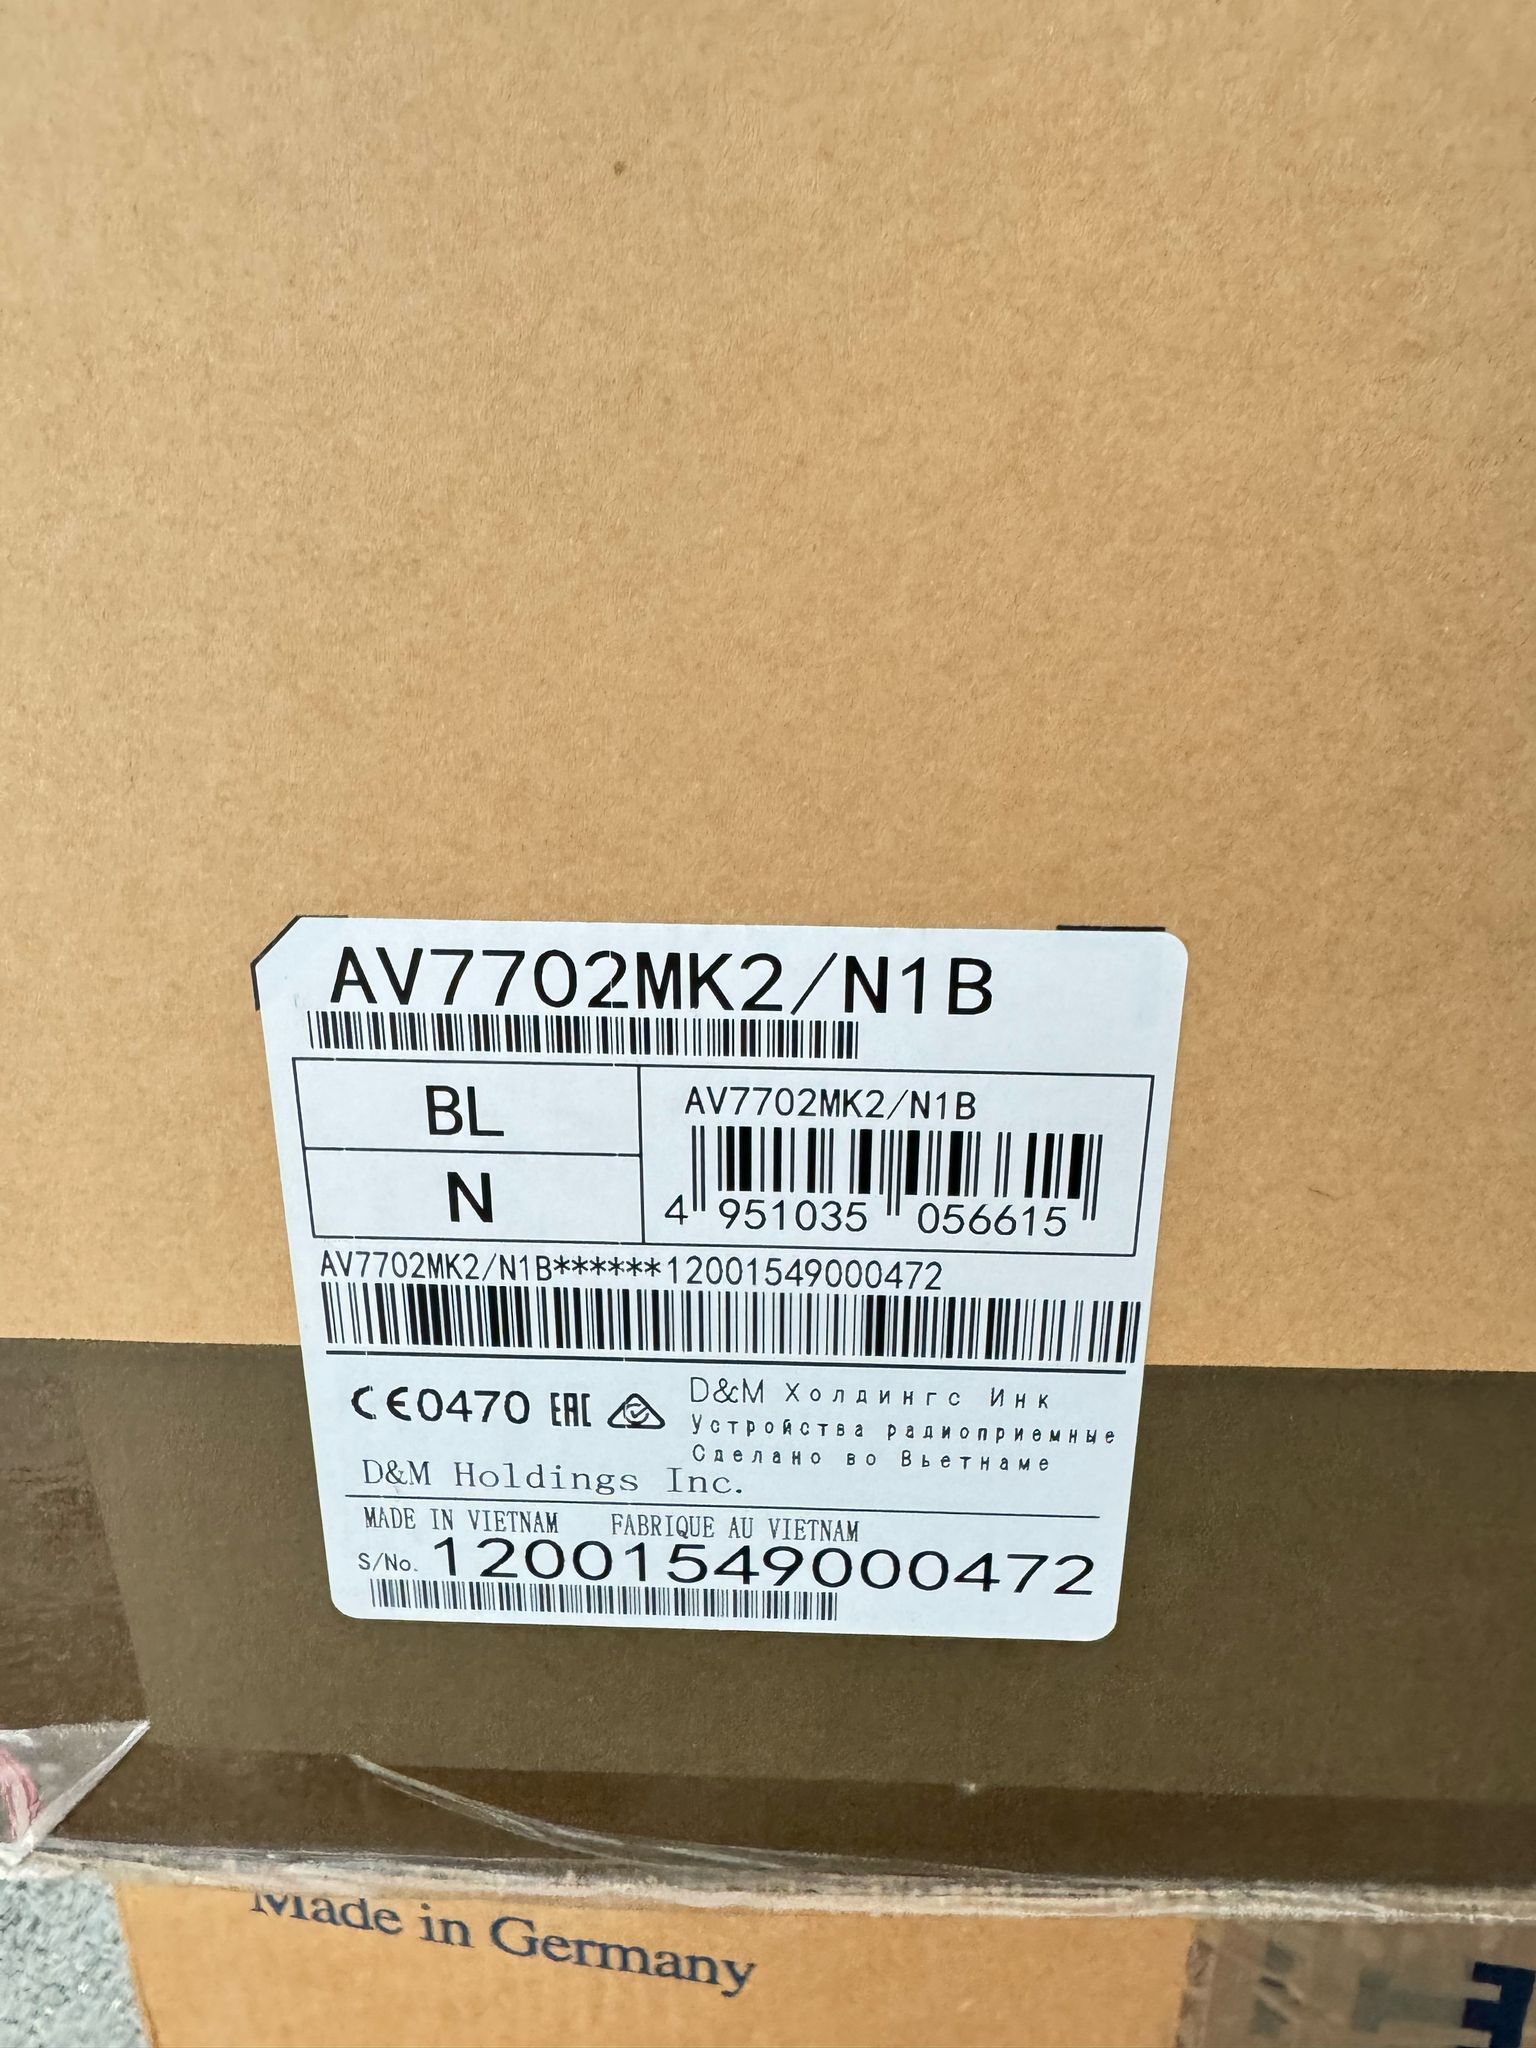 AV7702MK2/N1B
BL
N
AV7702MK2/N1B
4 951035 056615
AV7702MK2/N1B******12001549000472
CE0470 EAC
D&M Холдингс Инк
Устройства радиоприемные
Сделано во Вьетнаме
D&M Holdings Inc.
MADE IN VIETNAM FABRIQUE AU VIETNAM
S/No. 12001549000472
Made in Germany